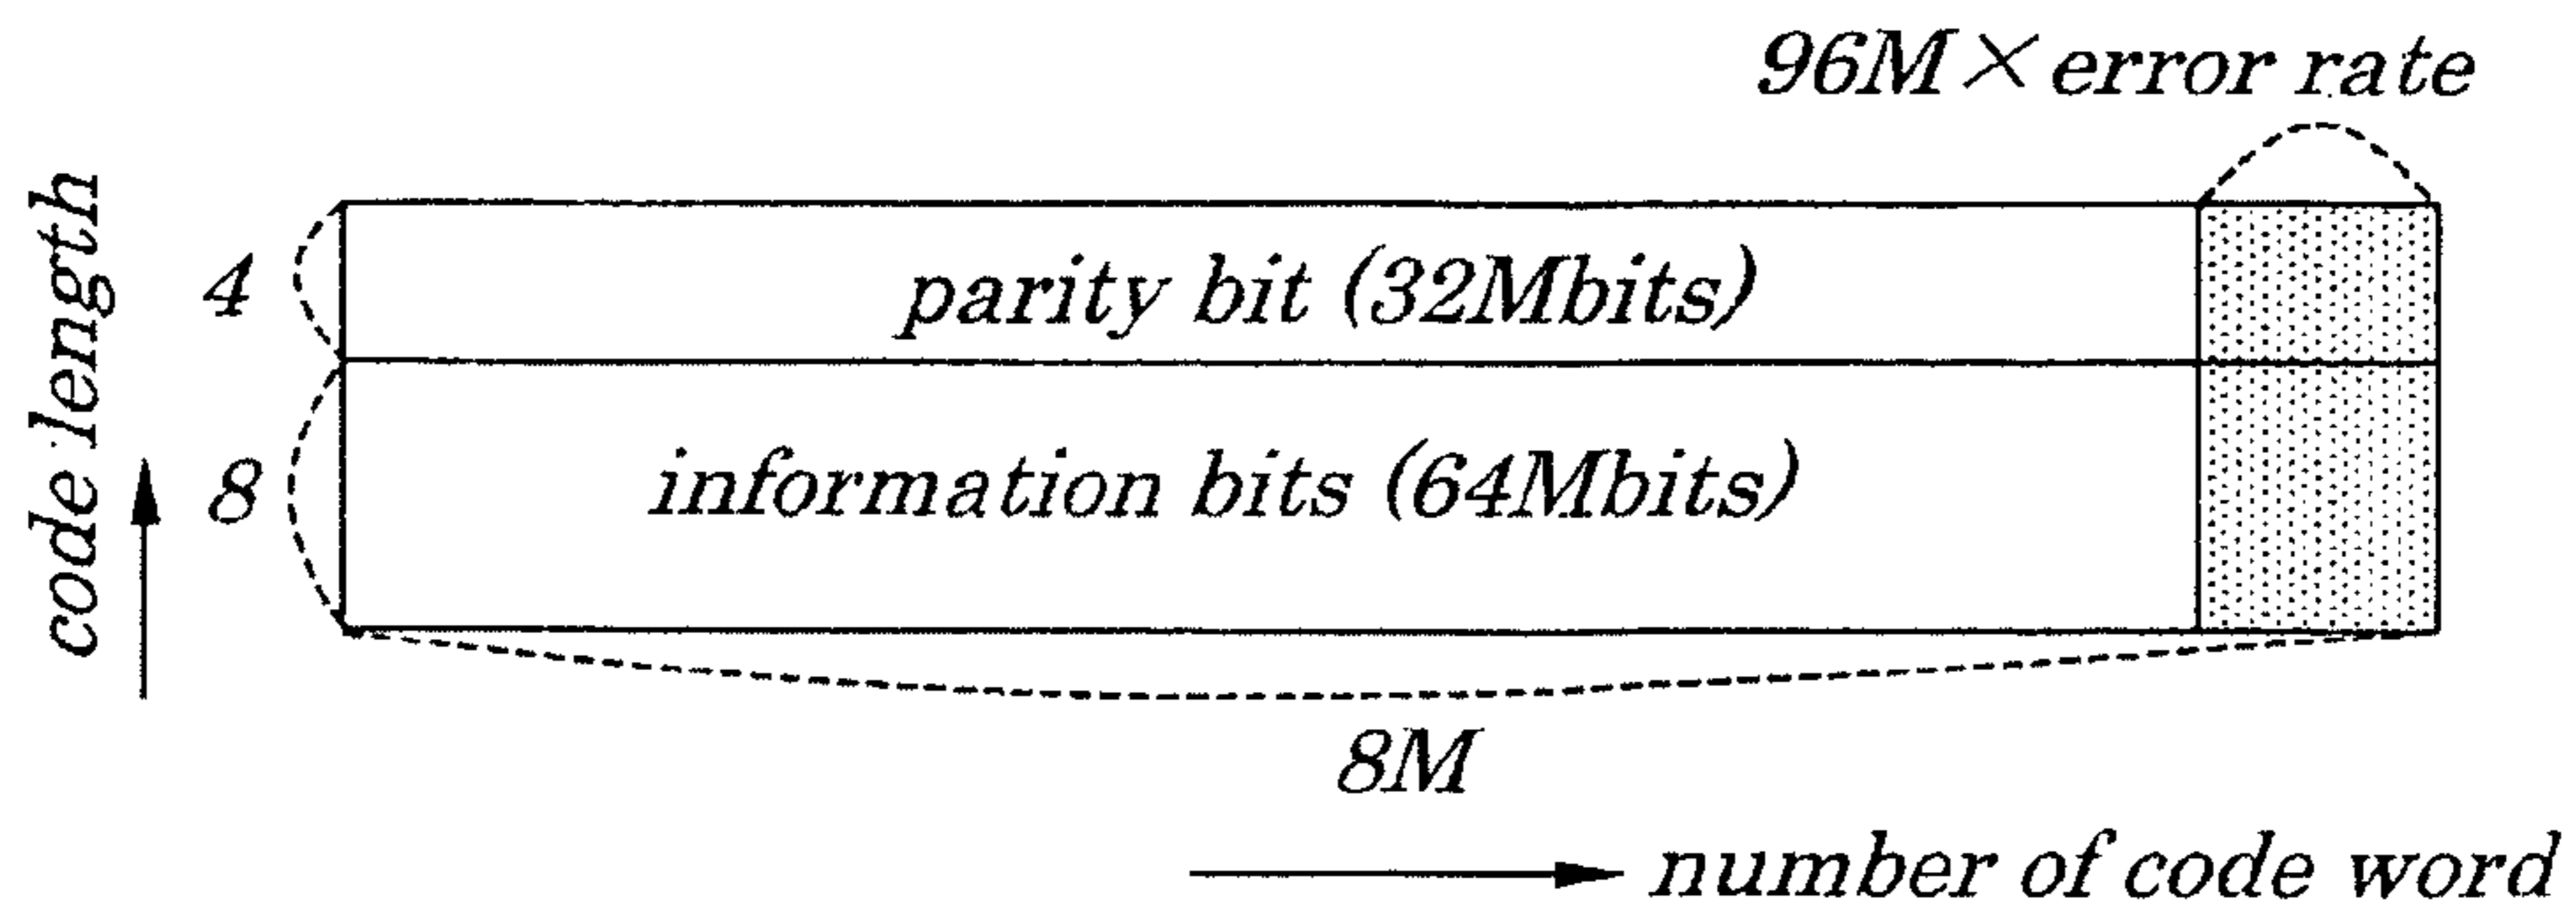 96M×error rate
code length
4
parity bit (32Mbits)
8
information bits (64Mbits)
8M
number of code word